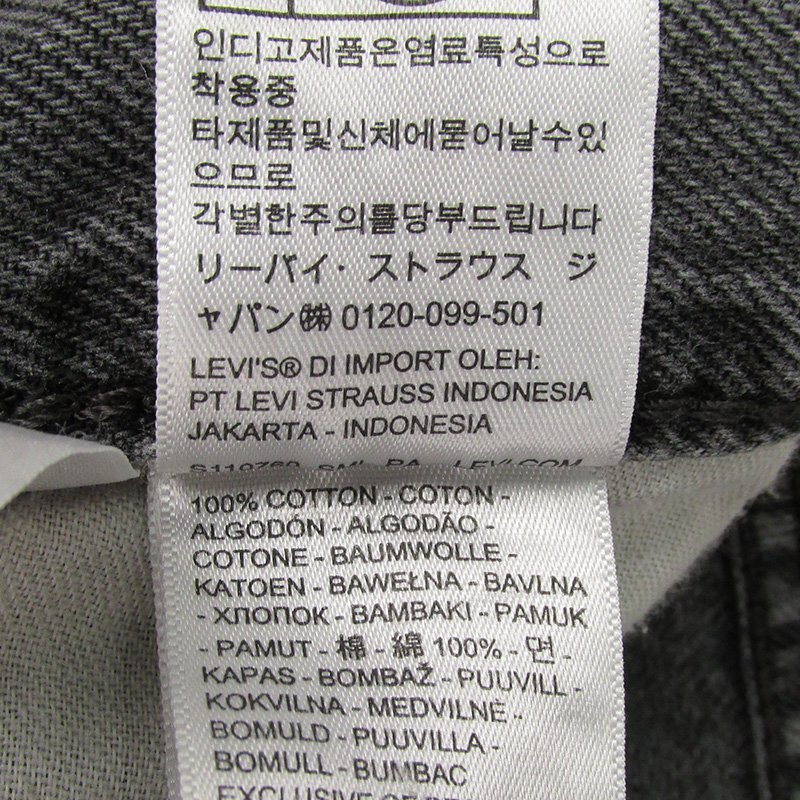 인디고제품은염료특성으로
착용중
타제품및신체에묻어날수있
으므로
각별한주의를당부드립니다
リーバイ・ストラウス ジ
ャパン㈱ 0120-099-501
LEVI'S® DI IMPORT OLEH:
PT LEVI STRAUSS INDONESIA
JAKARTA - INDONESIA
LEVI.COM
100% COTTON - COTON -
ALGODÓN - ALGODÃO -
COTONE - BAUMWOLLE -
KATOEN - BAWEŁNA - BAVLNA
- ХЛОПОК - BAMBAKI - PAMUK
- PAMUT - 棉 - 綿 100% - 면 -
KAPAS - BOMBAŽ - PUUVILL -
KOKVILNA - MEDVILNĖ -
BOMULD - PUUVILLA -
BOMULL - BUMBAC
EXCLUSIVE OF